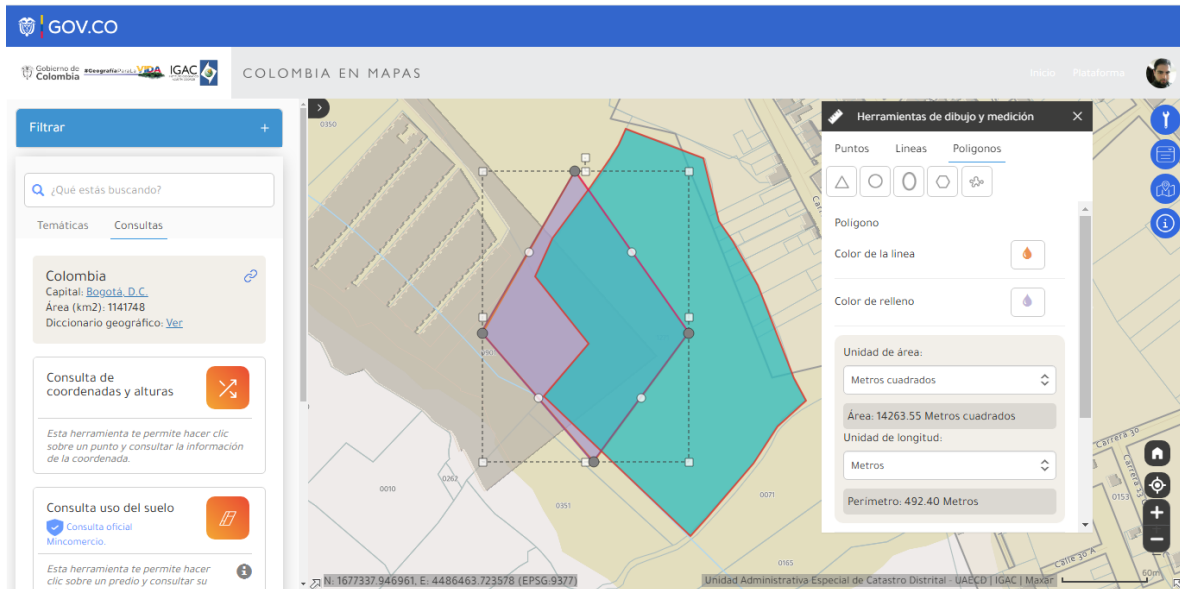 GOV.CO
Gobierno de
Colombia
#GeografíaParaLa VIDA
IGAC
COLOMBIA EN MAPAS
Inicio
Plataforma
Filtrar
+
¿Qué estás buscando?
Temáticas
Consultas
Colombia
Capital: Bogotá, D.C.
Área (km2): 1141748
Diccionario geográfico: Ver
Consulta de
coordenadas y alturas
Esta herramienta te permite hacer clic
sobre un punto y consultar la información
de la coordenada.
Consulta uso del suelo
Consulta oficial
Mincomercio.
Esta herramienta te permite hacer
clic sobre un predio y consultar su
0350
0010
0262
0351
0071
0165
0153
Carrera 30
Calle 30 A
Herramientas de dibujo y medición
Puntos
Lineas
Polígonos
Polígono
Color de la linea
Color de relleno
Unidad de área:
Metros cuadrados
Área: 14263.55 Metros cuadrados
Unidad de longitud:
Metros
Perímetro: 492.40 Metros
N: 1677337.946961, E: 4486463.723578 (EPSG:9377)
Unidad Administrativa Especial de Catastro Distrital - UAECD | IGAC | Maxar
60m